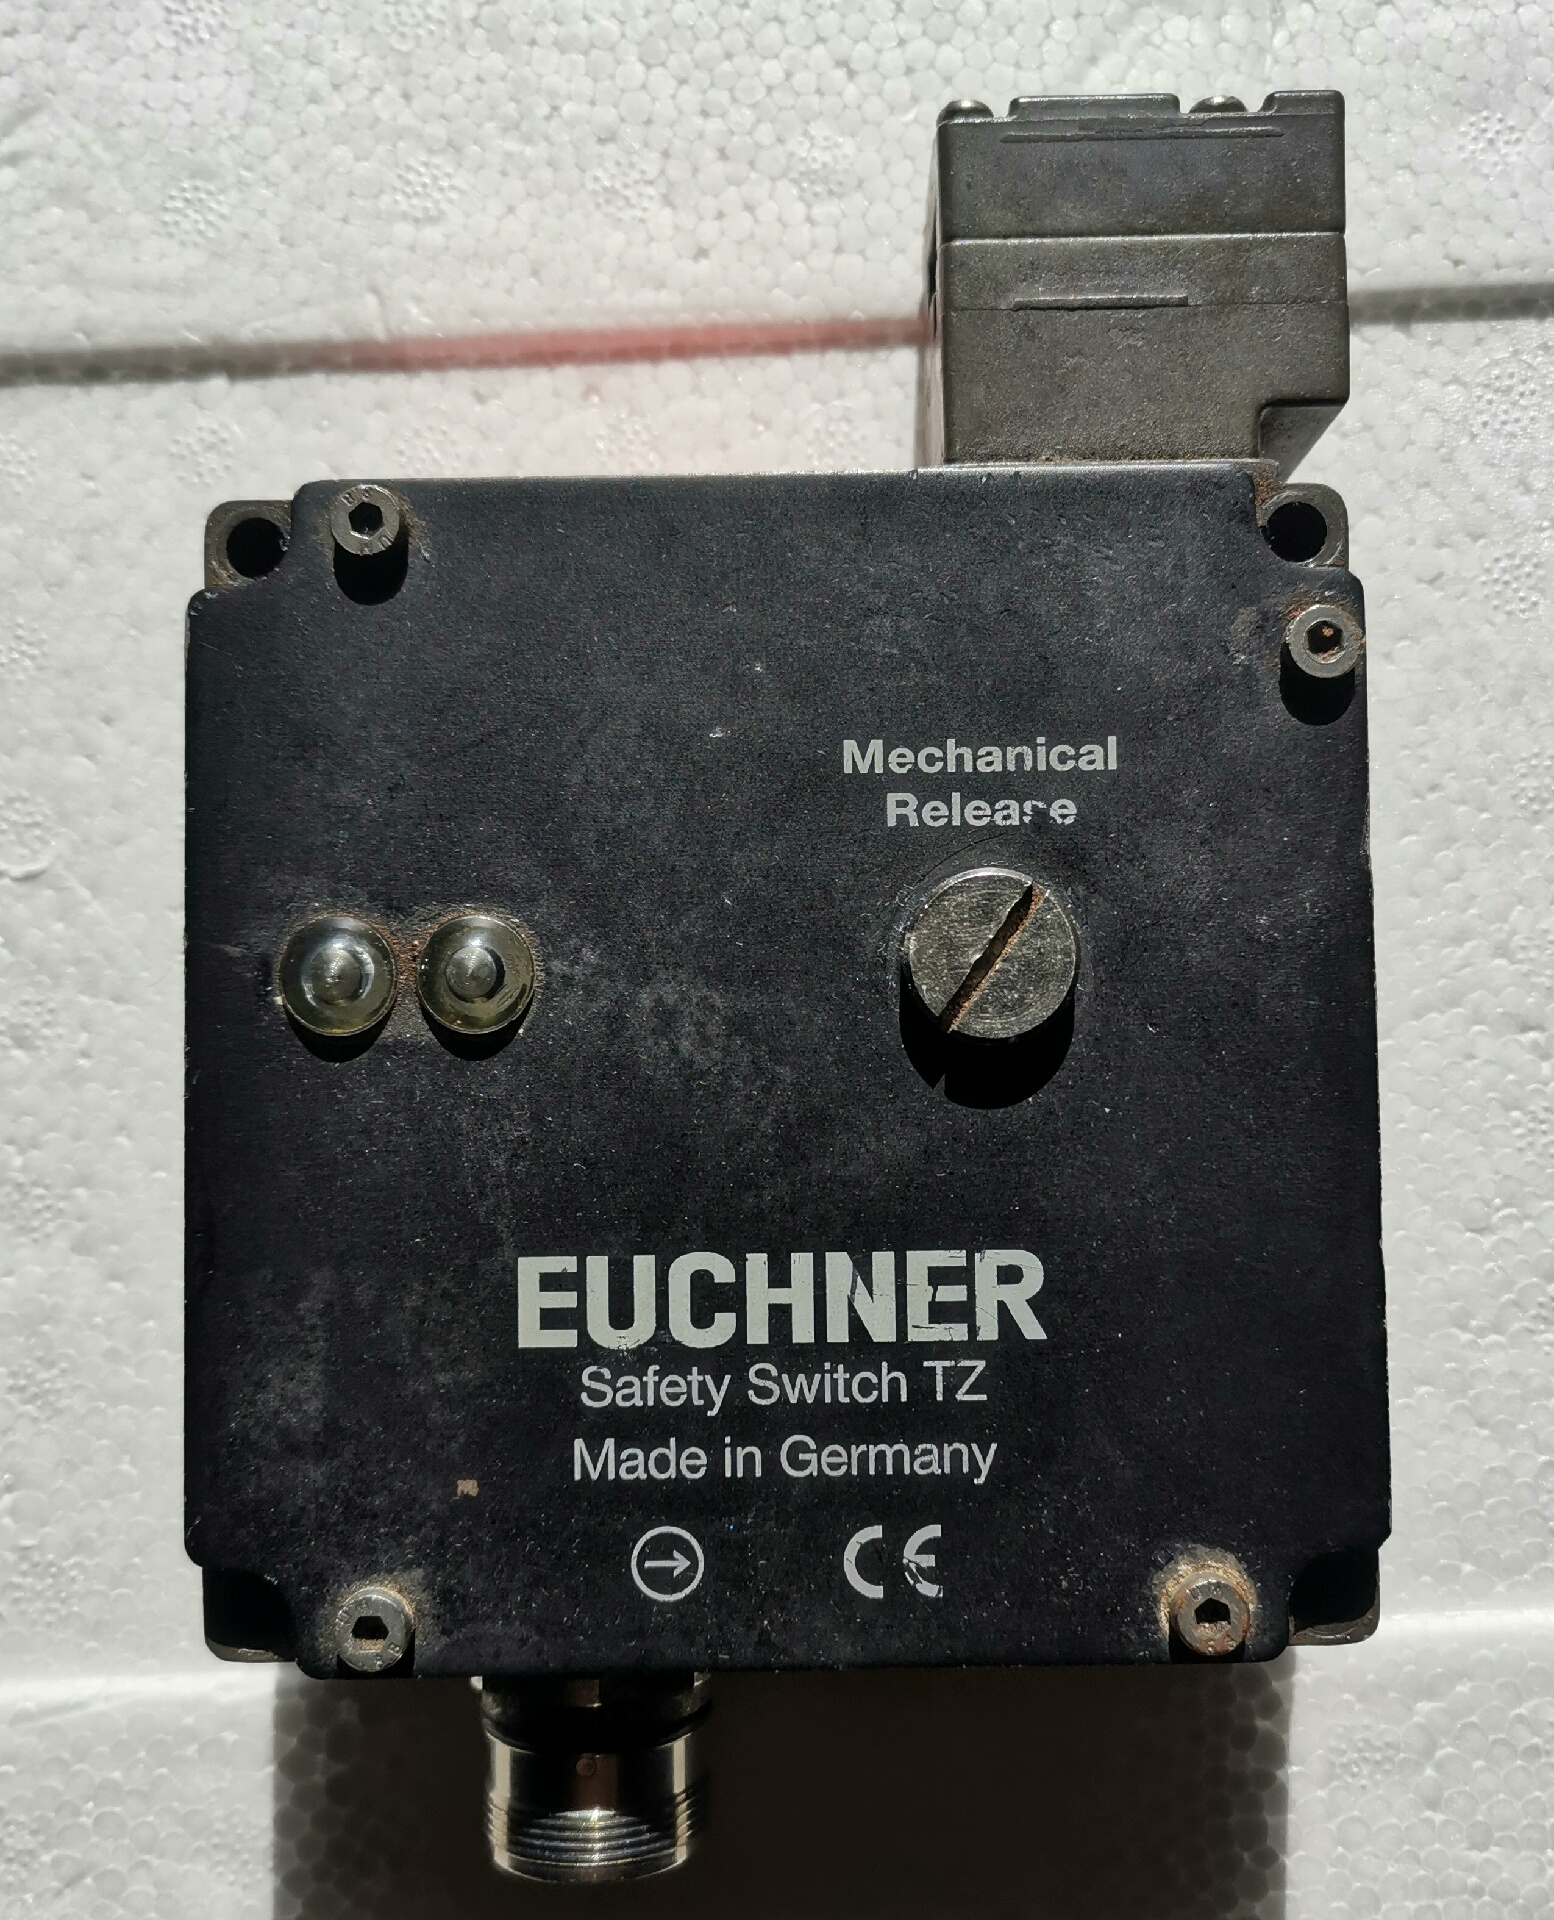 Mechanical
Release
EUCHNER
Safety Switch TZ
Made in Germany
CE